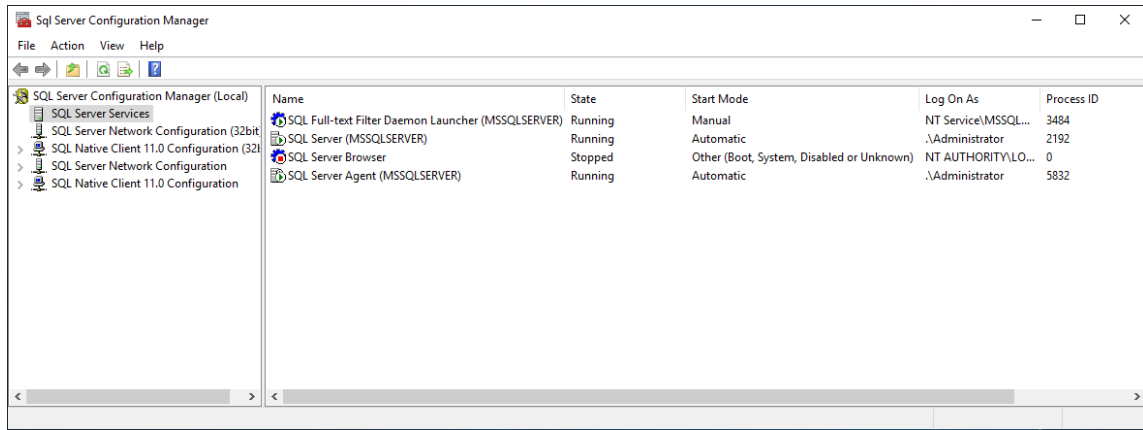 Sql Server Configuration Manager
File Action View Help
SQL Server Configuration Manager (Local)
SQL Server Services
SQL Server Network Configuration (32bit
SQL Native Client 11.0 Configuration (32b
SQL Server Network Configuration
SQL Native Client 11.0 Configuration
Name State Start Mode Log On As Process ID
SQL Full-text Filter Daemon Launcher (MSSQLSERVER) Running Manual NT Service\MSSQL... 3484
SQL Server (MSSQLSERVER) Running Automatic .\Administrator 2192
SQL Server Browser Stopped Other (Boot, System, Disabled or Unknown) NT AUTHORITY\LO... 0
SQL Server Agent (MSSQLSERVER) Running Automatic .\Administrator 5832